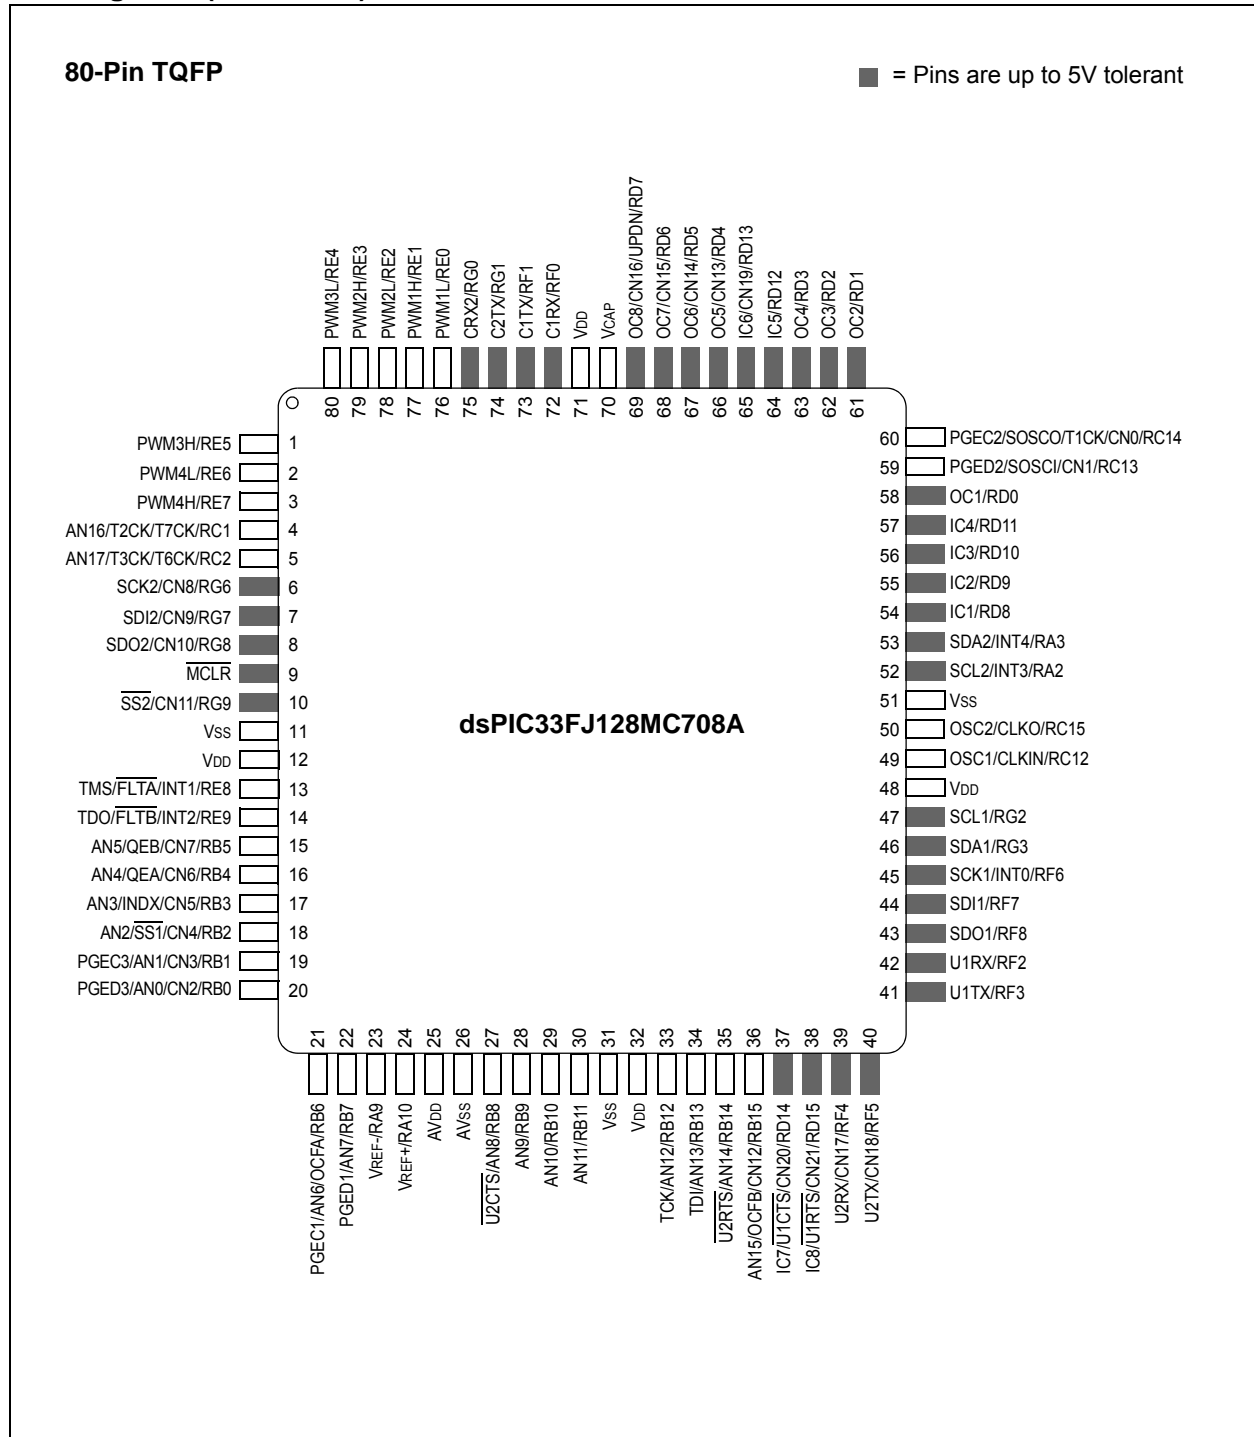 80-Pin TQFP
= Pins are up to 5V tolerant
PWM3L/RE4
PWM2H/RE3
PWM2L/RE2
PWM1H/RE1
PWM1L/RE0
CRX2/RG0
C2TX/RG1
C1TX/RF1
C1RX/RF0
VDD
VCAP
OC8/CN16/UPDN/RD7
OC7/CN15/RD6
OC6/CN14/RD5
OC5/CN13/RD4
IC6/CN19/RD13
IC5/RD12
OC4/RD3
OC3/RD2
OC2/RD1
80 79 78 77 76 75 74 73 72 71 70 69 68 67 66 65 64 63 62 61
PWM3H/RE5 1
PWM4L/RE6 2
PWM4H/RE7 3
AN16/T2CK/T7CK/RC1 4
AN17/T3CK/T6CK/RC2 5
SCK2/CN8/RG6 6
SDI2/CN9/RG7 7
SDO2/CN10/RG8 8
MCLR 9
SS2/CN11/RG9 10
VSS 11
VDD 12
TMS/FLTA/INT1/RE8 13
TDO/FLTB/INT2/RE9 14
AN5/QEB/CN7/RB5 15
AN4/QEA/CN6/RB4 16
AN3/INDX/CN5/RB3 17
AN2/SS1/CN4/RB2 18
PGEC3/AN1/CN3/RB1 19
PGED3/AN0/CN2/RB0 20
dsPIC33FJ128MC708A
60 PGEC2/SOSCO/T1CK/CN0/RC14
59 PGED2/SOSCI/CN1/RC13
58 OC1/RD0
57 IC4/RD11
56 IC3/RD10
55 IC2/RD9
54 IC1/RD8
53 SDA2/INT4/RA3
52 SCL2/INT3/RA2
51 VSS
50 OSC2/CLKO/RC15
49 OSC1/CLKIN/RC12
48 VDD
47 SCL1/RG2
46 SDA1/RG3
45 SCK1/INT0/RF6
44 SDI1/RF7
43 SDO1/RF8
42 U1RX/RF2
41 U1TX/RF3
21 22 23 24 25 26 27 28 29 30 31 32 33 34 35 36 37 38 39 40
PGEC1/AN6/OCFA/RB6
PGED1/AN7/RB7
VREF-/RA9
VREF+/RA10
AVDD
AVSS
U2CTS/AN8/RB8
AN9/RB9
AN10/RB10
AN11/RB11
VSS
VDD
TCK/AN12/RB12
TDI/AN13/RB13
U2RTS/AN14/RB14
AN15/OCFB/CN12/RB15
IC7/U1CTS/CN20/RD14
IC8/U1RTS/CN21/RD15
U2RX/CN17/RF4
U2TX/CN18/RF5